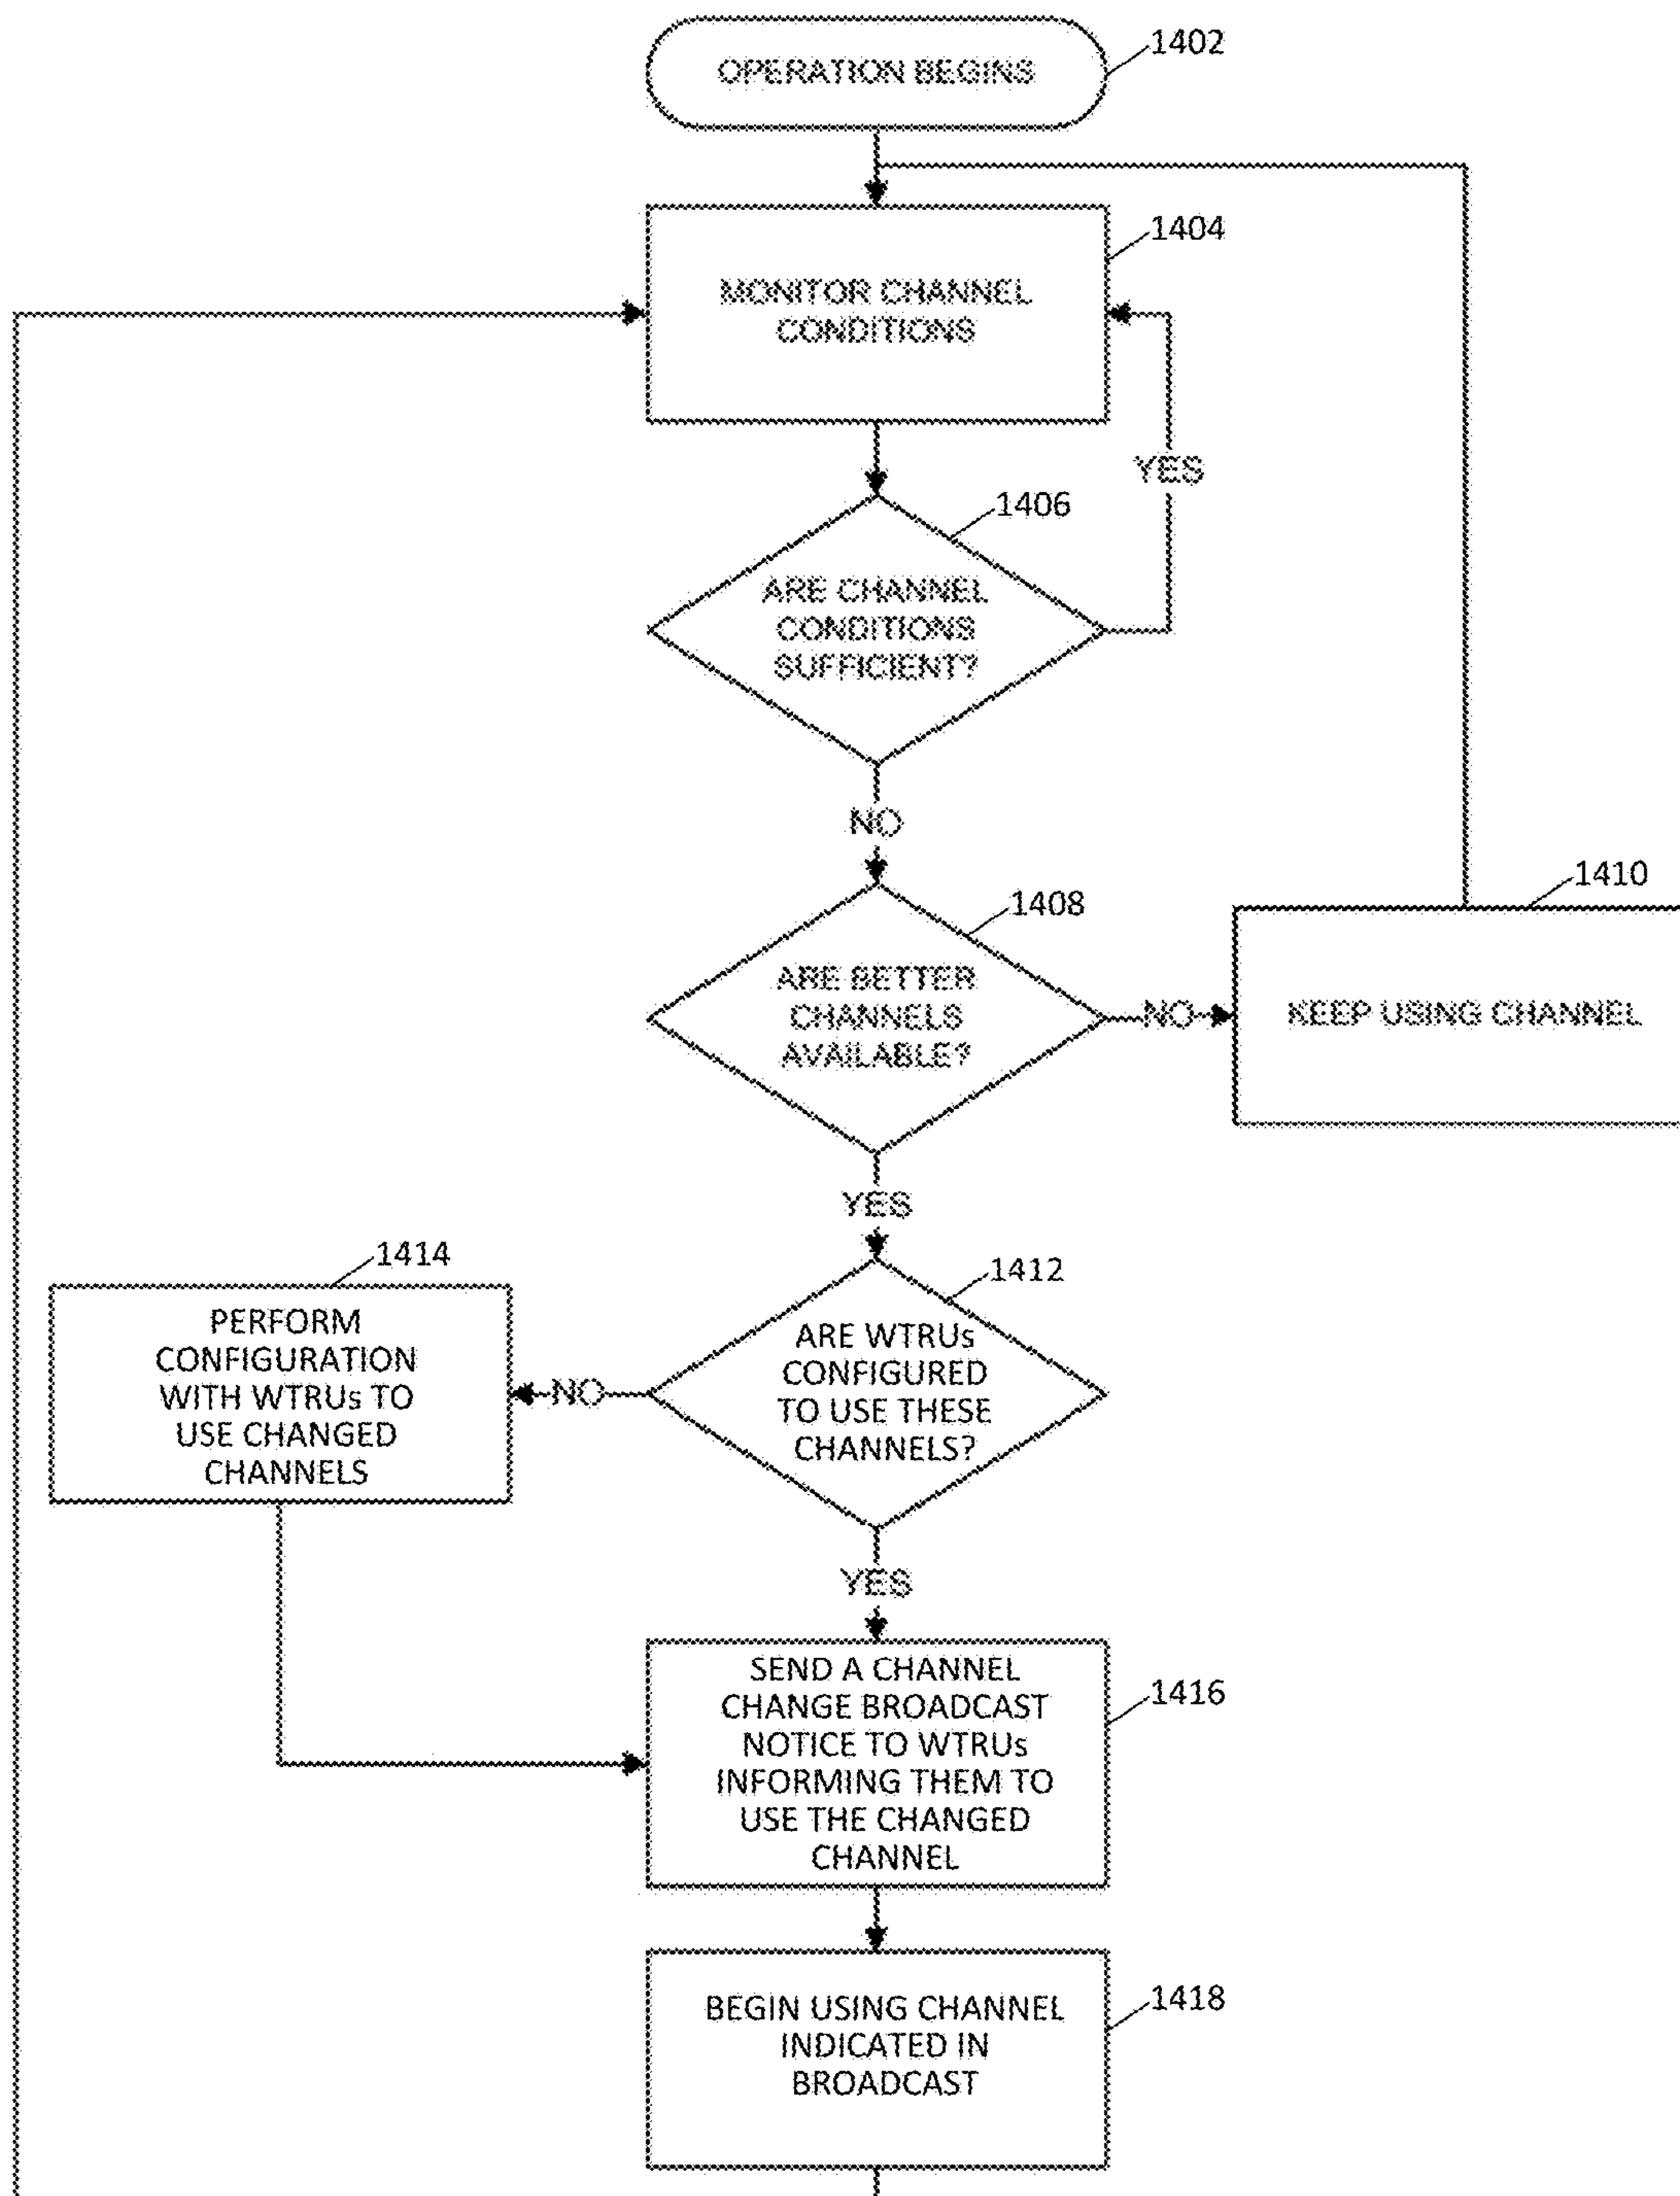 OPERATION BEGINS
1402
1404
MONITOR CHANNEL
CONDITIONS
YES
1406
ARE CHANNEL
CONDITIONS
SUFFICIENT?
NO
1408
1410
ARE BETTER
CHANNELS
AVAILABLE?
NO
KEEP USING CHANNEL
YES
1414
1412
PERFORM
CONFIGURATION
WITH WTRUs TO
USE CHANGED
CHANNELS
NO
ARE WTRUs
CONFIGURED
TO USE THESE
CHANNELS?
YES
SEND A CHANNEL
CHANGE BROADCAST
NOTICE TO WTRUs
INFORMING THEM TO
USE THE CHANGED
CHANNEL
1416
BEGIN USING CHANNEL
INDICATED IN
BROADCAST
1418